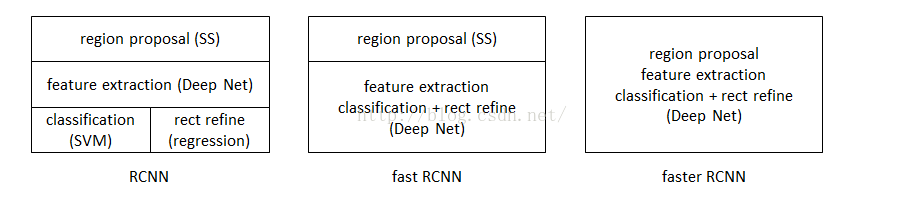 region proposal (SS)
feature extraction (Deep Net)
classification
(SVM)
rect refine
(regression)
RCNN
region proposal (SS)
feature extraction
classification + rect refine
(Deep Net)
http://blog.csdn.net/
fast RCNN
region proposal
feature extraction
classification + rect refine
(Deep Net)
faster RCNN